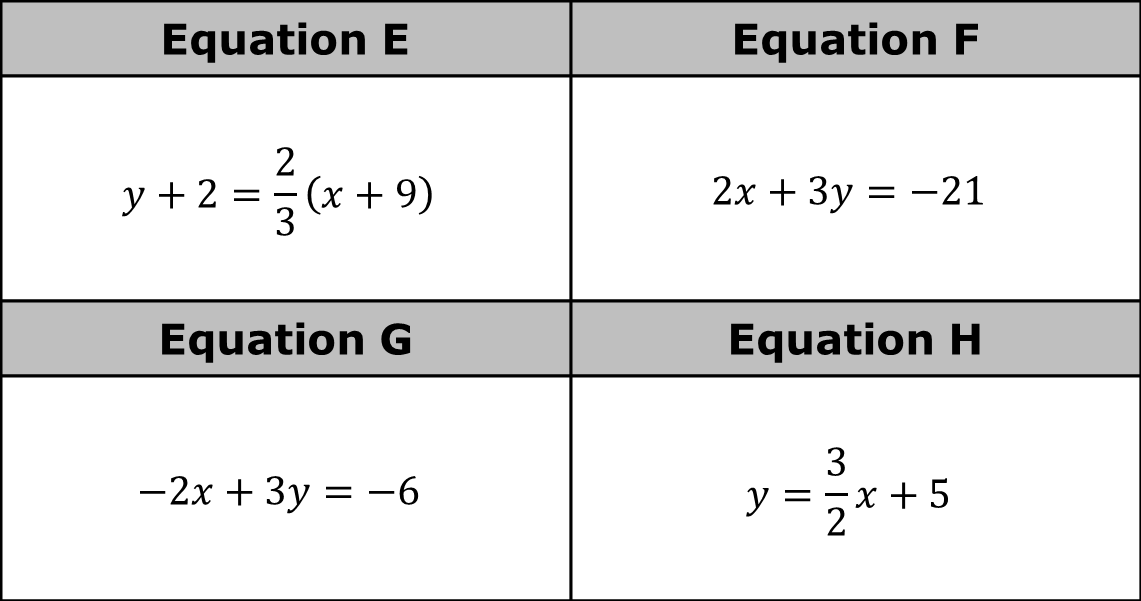 Equation E Equation F
y + 2 = 2/3 (x + 9) 2x + 3y = −21
Equation G Equation H
−2x + 3y = −6 y = 3/2 x + 5